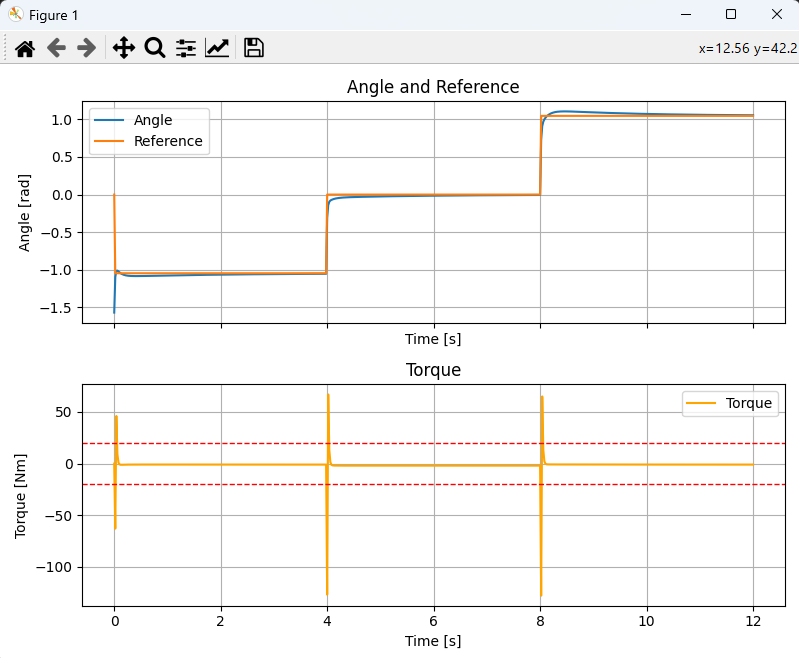 Figure 1
x=12.56 y=42.2
Angle and Reference
Angle
Reference
1.0
0.5
0.0
−0.5
−1.0
−1.5
Angle [rad]
Time [s]
Torque
Torque
50
0
−50
−100
Torque [Nm]
0 2 4 6 8 10 12
Time [s]